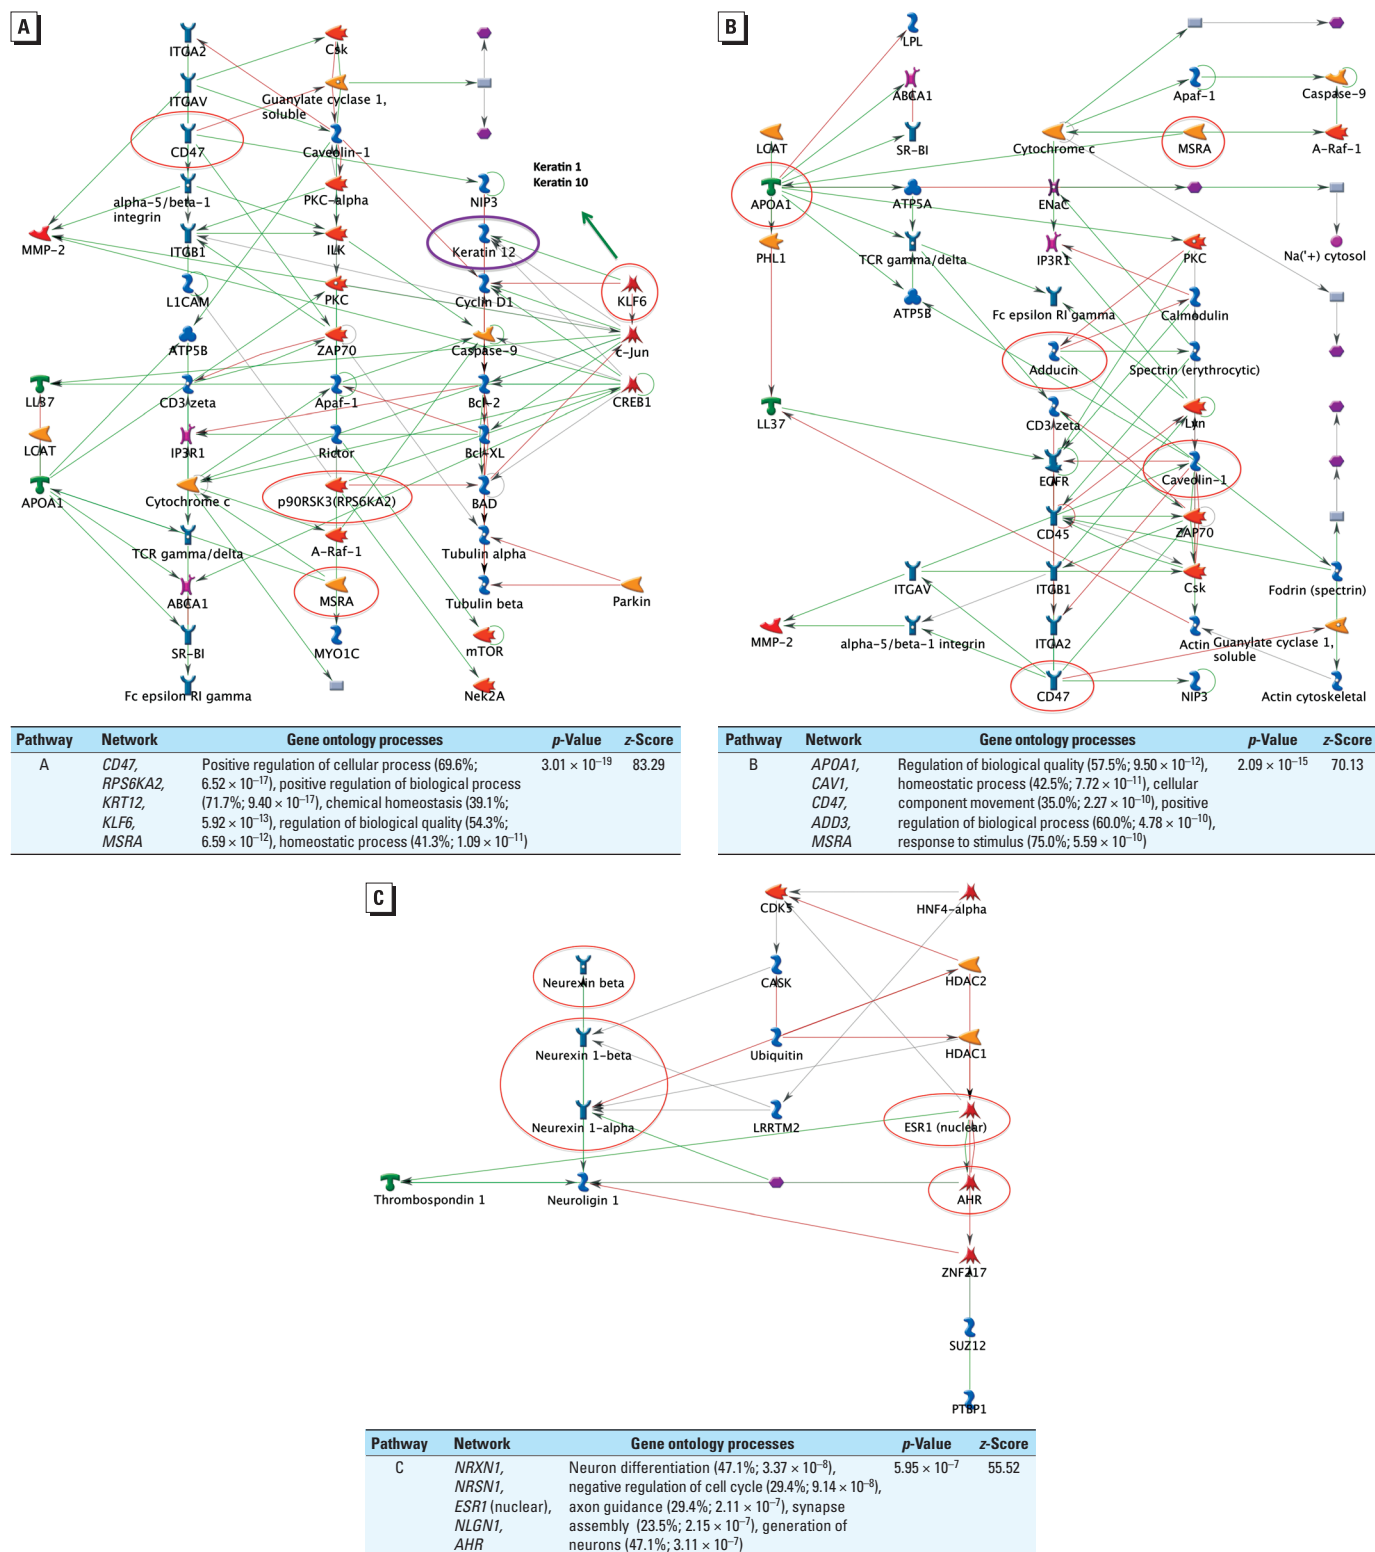 A
ITGA2
Csk
ITGAV
Guanylate cyclase 1,
soluble
CD47
Caveolin-1
Keratin 1
Keratin 10
alpha-5/beta-1
integrin
PKC-alpha
NIP3
MMP-2
ITGB1
ILK
Keratin 12
L1CAM
PKC
Cyclin D1
KLF6
ATP5B
ZAP70
Caspase-9
c-Jun
LL37
CD3 zeta
Apaf-1
Bcl-2
CREB1
LCAT
IP3R1
Rictor
Bcl-XL
APOA1
Cytochrome c
p90RSK3(RPS6KA2)
BAD
TCR gamma/delta
A-Raf-1
Tubulin alpha
ABCA1
MSRA
Tubulin beta
Parkin
SR-BI
MYO1C
mTOR
Fc epsilon RI gamma
Nek2A
Pathway Network Gene ontology processes p-Value z-Score
A CD47, Positive regulation of cellular process (69.6%; 3.01 × 10⁻¹⁹ 83.29
RPS6KA2, 6.52 × 10⁻¹⁷), positive regulation of biological process
KRT12, (71.7%; 9.40 × 10⁻¹⁷), chemical homeostasis (39.1%;
KLF6, 5.92 × 10⁻¹³), regulation of biological quality (54.3%;
MSRA 6.59 × 10⁻¹²), homeostatic process (41.3%; 1.09 × 10⁻¹¹)
B
LPL
ABCA1
Apaf-1
Caspase-9
LCAT
SR-BI
Cytochrome c
MSRA
A-Raf-1
APOA1
ATP5A
ENaC
PHL1
TCR gamma/delta
IP3R1
PKC
Na('+) cytosol
ATP5B
Fc epsilon RI gamma
Calmodulin
Adducin
Spectrin (erythrocytic)
LL37
CD3 zeta
Lyn
EGFR
Caveolin-1
CD45
ZAP70
ITGAV
ITGB1
Csk
Fodrin (spectrin)
MMP-2
alpha-5/beta-1 integrin
ITGA2
Actin
Guanylate cyclase 1,
soluble
CD47
NIP3
Actin cytoskeletal
Pathway Network Gene ontology processes p-Value z-Score
B APOA1, Regulation of biological quality (57.5%; 9.50 × 10⁻¹²), 2.09 × 10⁻¹⁵ 70.13
CAV1, homeostatic process (42.5%; 7.72 × 10⁻¹¹), cellular
CD47, component movement (35.0%; 2.27 × 10⁻¹⁰), positive
ADD3, regulation of biological process (60.0%; 4.78 × 10⁻¹⁰),
MSRA response to stimulus (75.0%; 5.59 × 10⁻¹⁰)
C
CDK5
HNF4-alpha
Neurexin beta
CASK
HDAC2
Neurexin 1-beta
Ubiquitin
HDAC1
Neurexin 1-alpha
LRRTM2
ESR1 (nuclear)
Thrombospondin 1
Neuroligin 1
AHR
ZNF217
SUZ12
PTBP1
Pathway Network Gene ontology processes p-Value z-Score
C NRXN1, Neuron differentiation (47.1%; 3.37 × 10⁻⁸), 5.95 × 10⁻⁷ 55.52
NRSN1, negative regulation of cell cycle (29.4%; 9.14 × 10⁻⁸),
ESR1 (nuclear), axon guidance (29.4%; 2.11 × 10⁻⁷), synapse
NLGN1, assembly (23.5%; 2.15 × 10⁻⁷), generation of
AHR neurons (47.1%; 3.11 × 10⁻⁷)